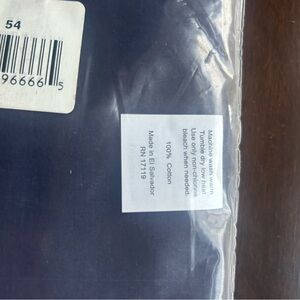 54
96666 5
Machine wash warm
Tumble dry low heat
Use only non-chlorine
bleach when needed.
100% Cotton
Made in El Salvador
RN 17119